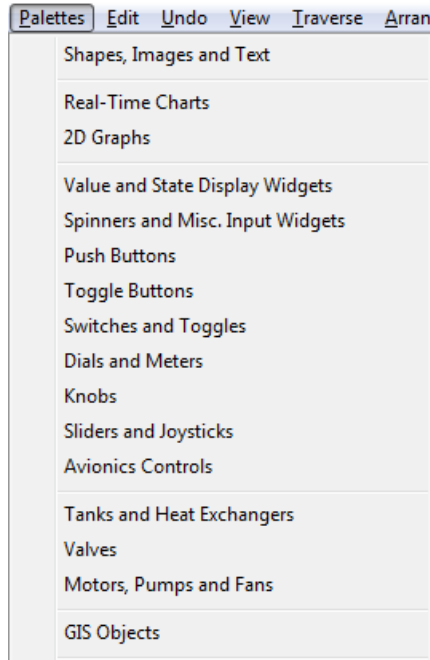 Palettes Edit Undo View Traverse Arran
Shapes, Images and Text
Real-Time Charts
2D Graphs
Value and State Display Widgets
Spinners and Misc. Input Widgets
Push Buttons
Toggle Buttons
Switches and Toggles
Dials and Meters
Knobs
Sliders and Joysticks
Avionics Controls
Tanks and Heat Exchangers
Valves
Motors, Pumps and Fans
GIS Objects